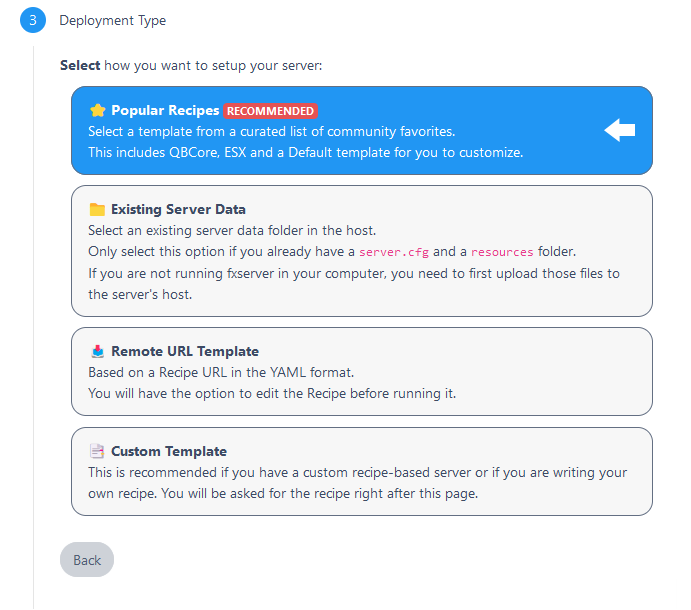 3 Deployment Type
Select how you want to setup your server:
Popular Recipes RECOMMENDED
Select a template from a curated list of community favorites.
This includes QBCore, ESX and a Default template for you to customize.
Existing Server Data
Select an existing server data folder in the host.
Only select this option if you already have a server.cfg and a resources folder.
If you are not running fxserver in your computer, you need to first upload those files to
the server's host.
Remote URL Template
Based on a Recipe URL in the YAML format.
You will have the option to edit the Recipe before running it.
Custom Template
This is recommended if you have a custom recipe-based server or if you are writing your
own recipe. You will be asked for the recipe right after this page.
Back